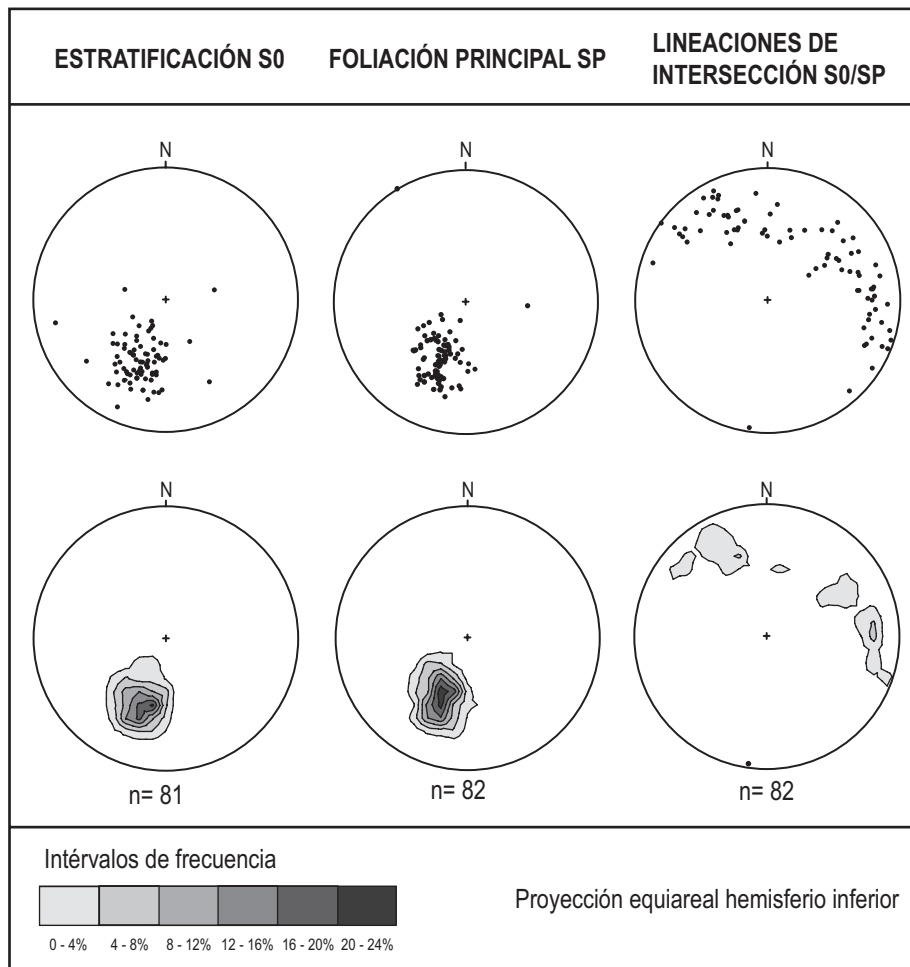 ESTRATIFICACIÓN S0
FOLIACIÓN PRINCIPAL SP
LINEACIONES DE
INTERSECCIÓN S0/SP
N
N
N
N
N
N
n= 81
n= 82
n= 82
Intérvalos de frecuencia
0 - 4%
4 - 8%
8 - 12%
12 - 16%
16 - 20%
20 - 24%
Proyección equiareal hemisferio inferior